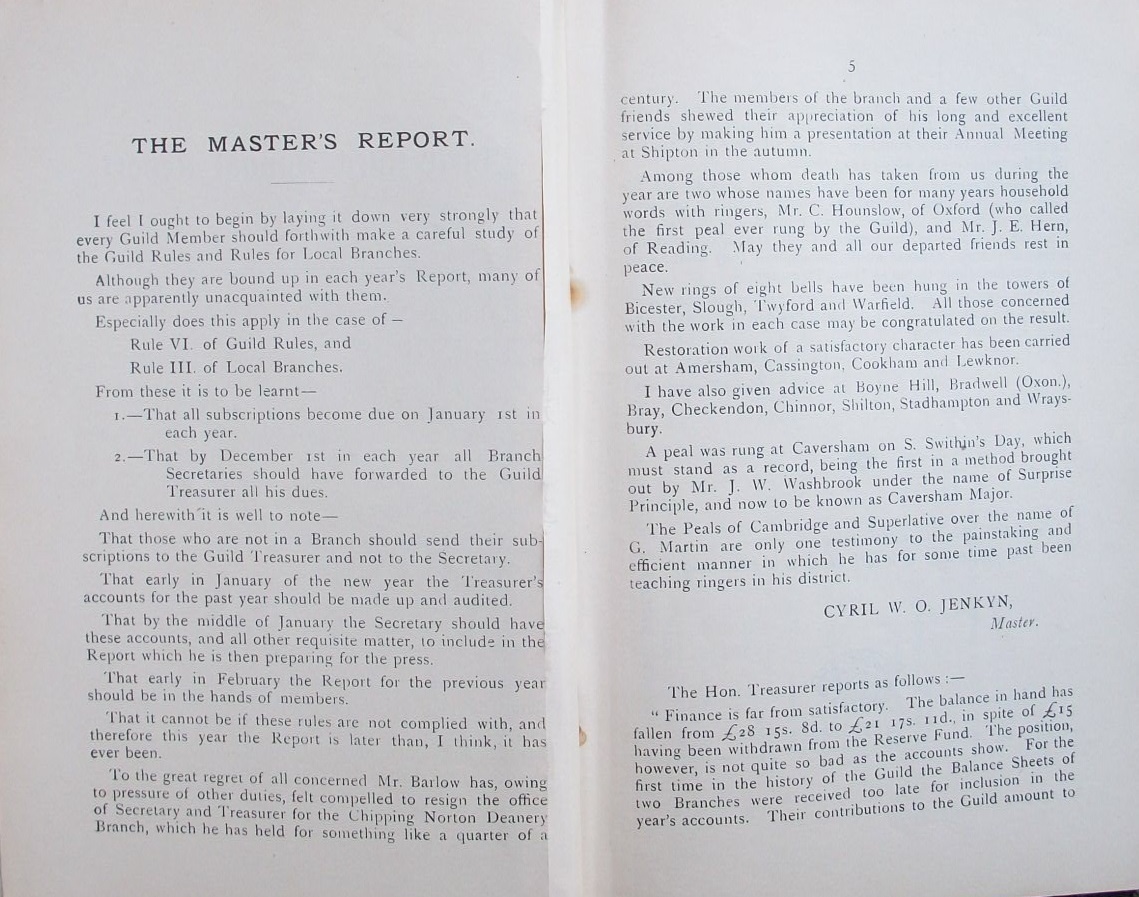 THE MASTER'S REPORT.
I feel I ought to begin by laying it down very strongly that
every Guild Member should forthwith make a careful study of
the Guild Rules and Rules for Local Branches.
Although they are bound up in each year's Report, many of
us are apparently unacquainted with them.
Especially does this apply in the case of —
Rule VI. of Guild Rules, and
Rule III. of Local Branches.
From these it is to be learnt—
1.—That all subscriptions become due on January 1st in
each year.
2.—That by December 1st in each year all Branch
Secretaries should have forwarded to the Guild
Treasurer all his dues.
And herewith it is well to note—
That those who are not in a Branch should send their sub-
scriptions to the Guild Treasurer and not to the Secretary.
That early in January of the new year the Treasurer's
accounts for the past year should be made up and audited.
That by the middle of January the Secretary should have
these accounts, and all other requisite matter, to include in the
Report which he is then preparing for the press.
That early in February the Report for the previous year
should be in the hands of members.
That it cannot be if these rules are not complied with, and
therefore this year the Report is later than, I think, it has
ever been.
To the great regret of all concerned Mr. Barlow has, owing
to pressure of other duties, felt compelled to resign the office
of Secretary and Treasurer for the Chipping Norton Deanery
Branch, which he has held for something like a quarter of a
5
century. The members of the branch and a few other Guild
friends shewed their appreciation of his long and excellent
service by making him a presentation at their Annual Meeting
at Shipton in the autumn.
Among those whom death has taken from us during the
year are two whose names have been for many years household
words with ringers, Mr. C. Hounslow, of Oxford (who called
the first peal ever rung by the Guild), and Mr. J. E. Hern,
of Reading. May they and all our departed friends rest in
peace.
New rings of eight bells have been hung in the towers of
Bicester, Slough, Twyford and Warfield. All those concerned
with the work in each case may be congratulated on the result.
Restoration work of a satisfactory character has been carried
out at Amersham, Cassington, Cookham and Lewknor.
I have also given advice at Boyne Hill, Bradwell (Oxon.),
Bray, Checkendon, Chinnor, Shilton, Stadhampton and Wrays-
bury.
A peal was rung at Caversham on S. Swithin's Day, which
must stand as a record, being the first in a method brought
out by Mr. J. W. Washbrook under the name of Surprise
Principle, and now to be known as Caversham Major.
The Peals of Cambridge and Superlative over the name of
G. Martin are only one testimony to the painstaking and
efficient manner in which he has for some time past been
teaching ringers in his district.
CYRIL W. O. JENKYN,
Master.
The Hon. Treasurer reports as follows :—
" Finance is far from satisfactory. The balance in hand has
fallen from £28 15s. 8d. to £21 17s. 11d., in spite of £15
having been withdrawn from the Reserve Fund. The position,
however, is not quite so bad as the accounts show. For the
first time in the history of the Guild the Balance Sheets of
two Branches were received too late for inclusion in the
year's accounts. Their contributions to the Guild amount to